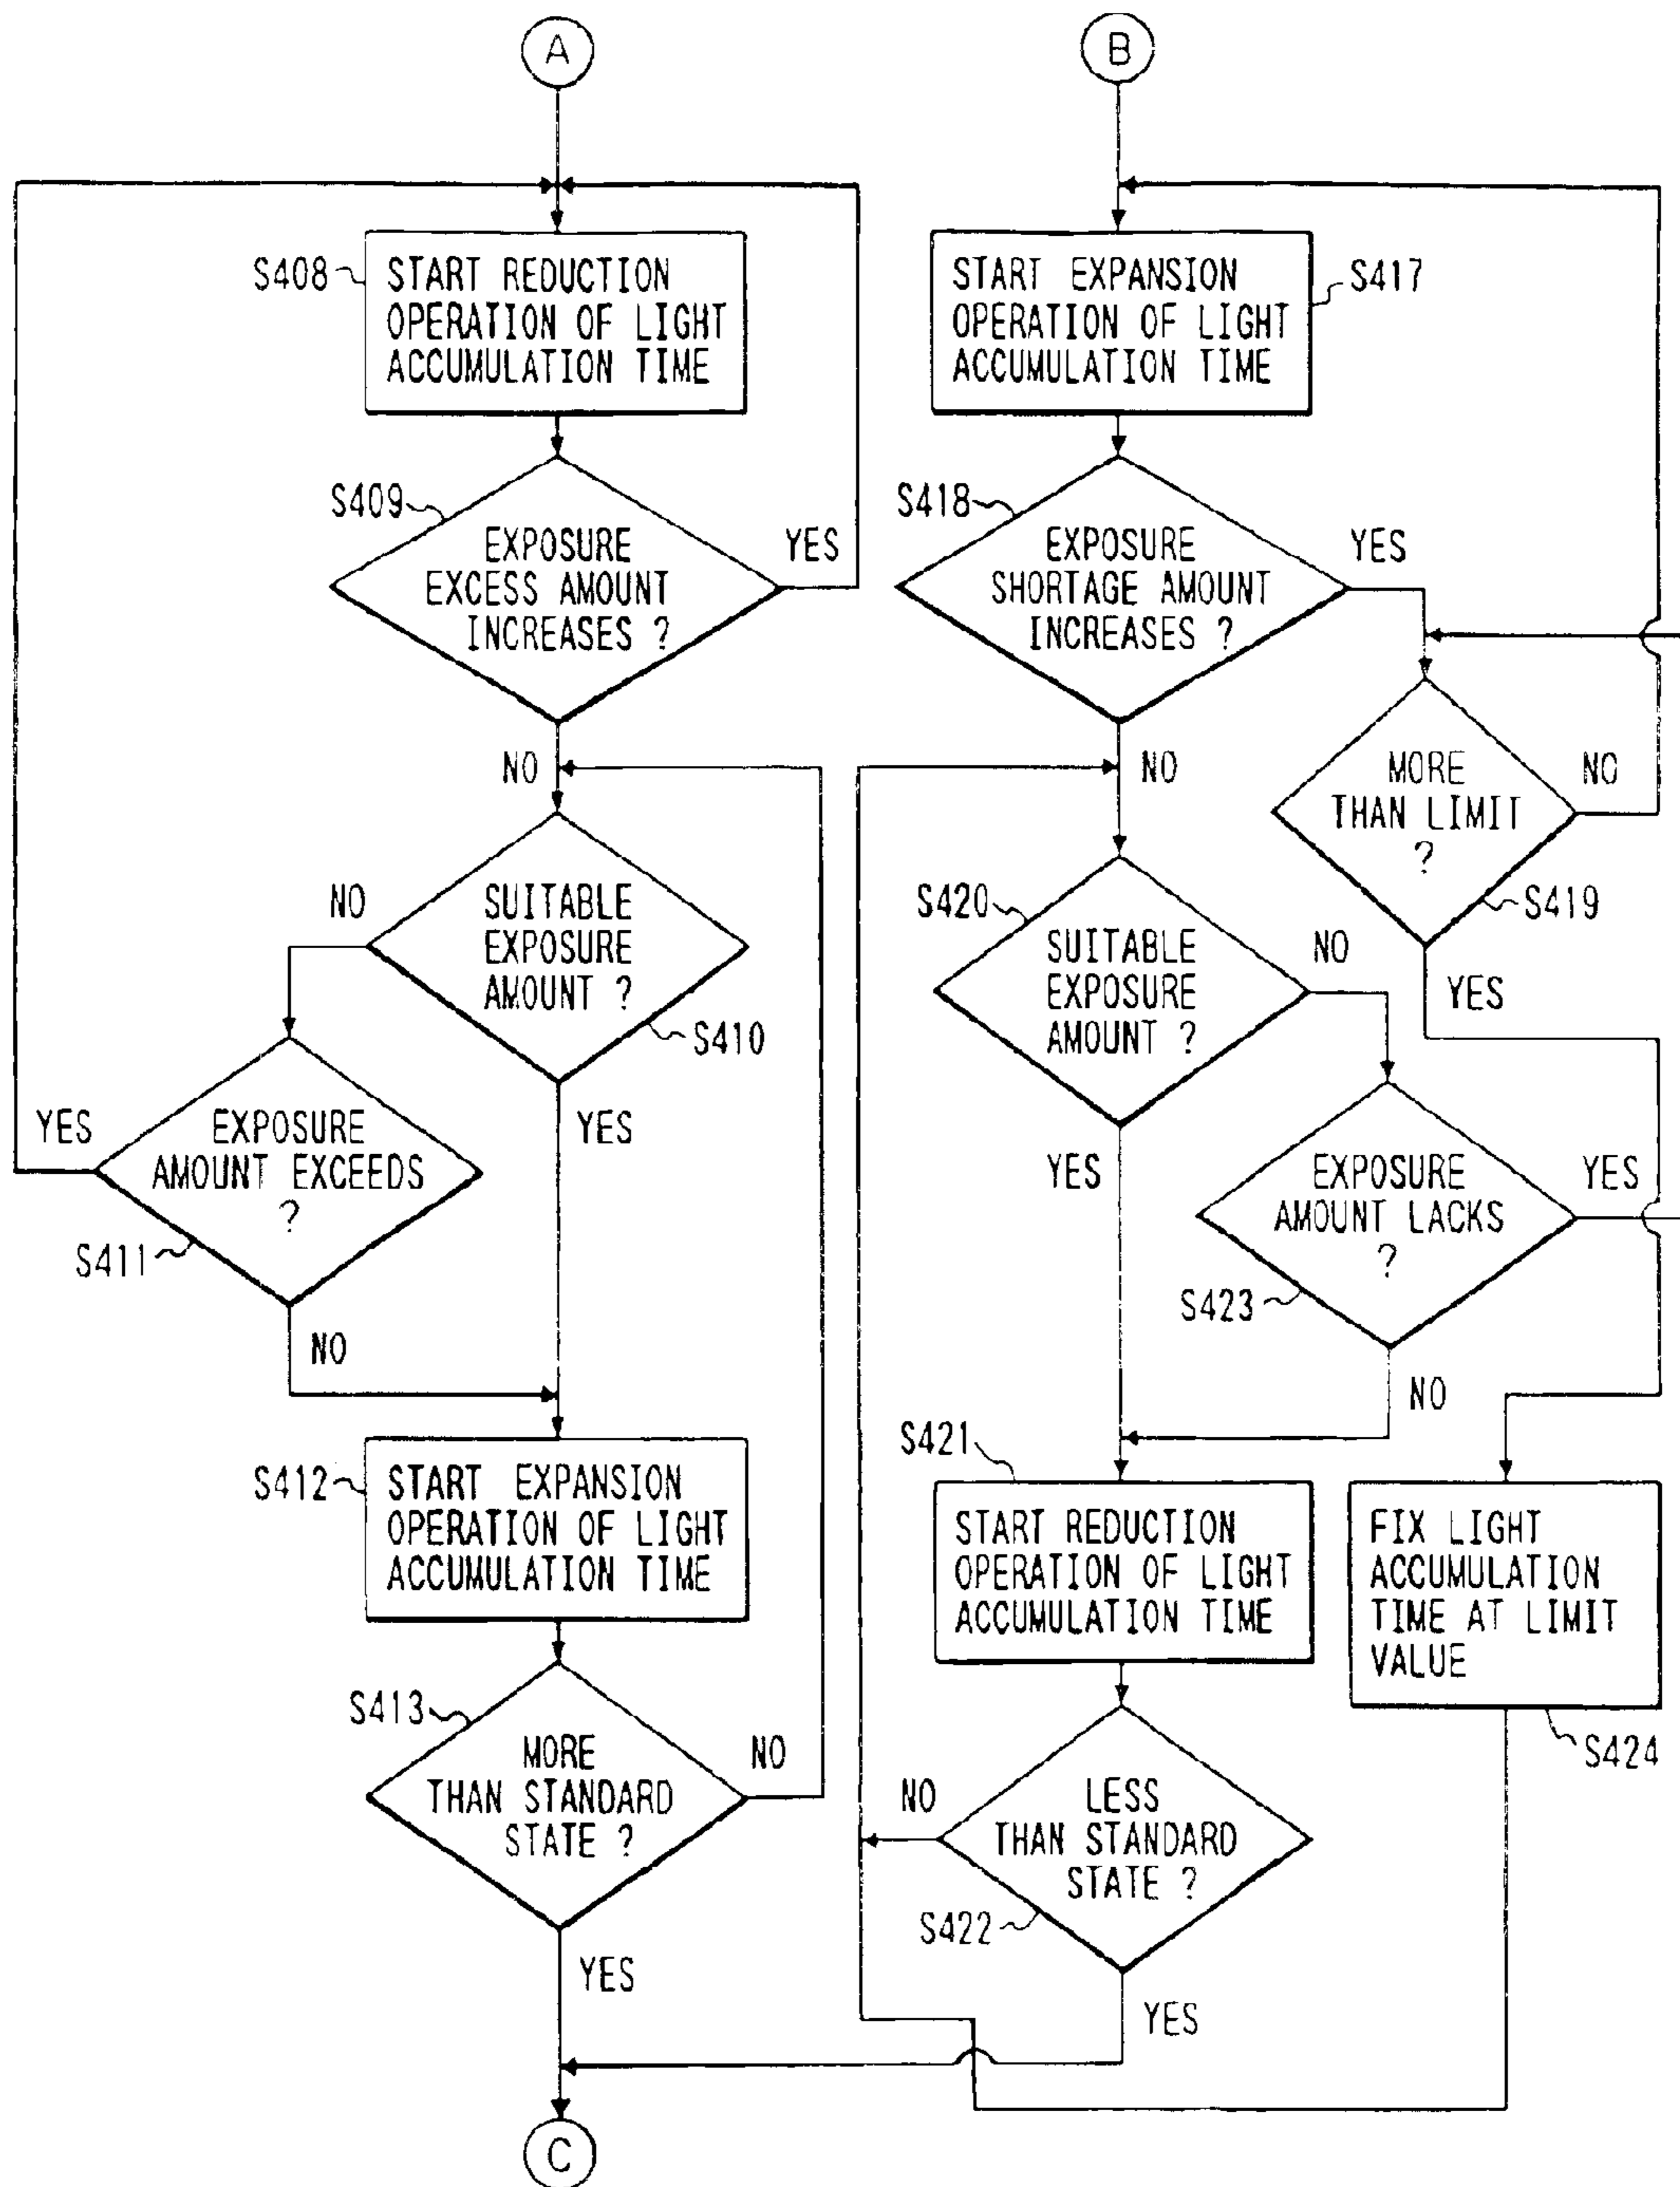 A
S408
START REDUCTION
OPERATION OF LIGHT
ACCUMULATION TIME
S409
EXPOSURE
EXCESS AMOUNT
INCREASES ?
YES
NO
SUITABLE
EXPOSURE
AMOUNT ?
S410
NO
YES
EXPOSURE
AMOUNT EXCEEDS
?
S411
YES
NO
S412
START EXPANSION
OPERATION OF LIGHT
ACCUMULATION TIME
S413
MORE
THAN STANDARD
STATE ?
NO
YES
C
B
START EXPANSION
OPERATION OF LIGHT
ACCUMULATION TIME
S417
S418
EXPOSURE
SHORTAGE AMOUNT
INCREASES ?
YES
NO
MORE
THAN LIMIT
?
NO
S419
YES
S420
SUITABLE
EXPOSURE
AMOUNT ?
NO
YES
EXPOSURE
AMOUNT LACKS
?
YES
S423
NO
S421
START REDUCTION
OPERATION OF LIGHT
ACCUMULATION TIME
FIX LIGHT
ACCUMULATION
TIME AT LIMIT
VALUE
S424
LESS
THAN STANDARD
STATE ?
NO
S422
YES